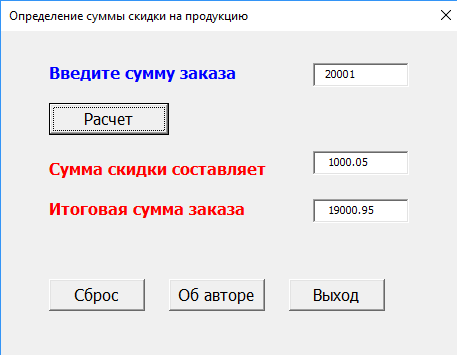 Определение суммы скидки на продукцию
Введите сумму заказа 20001
Расчет
Сумма скидки составляет 1000.05
Итоговая сумма заказа 19000.95
Сброс Об авторе Выход